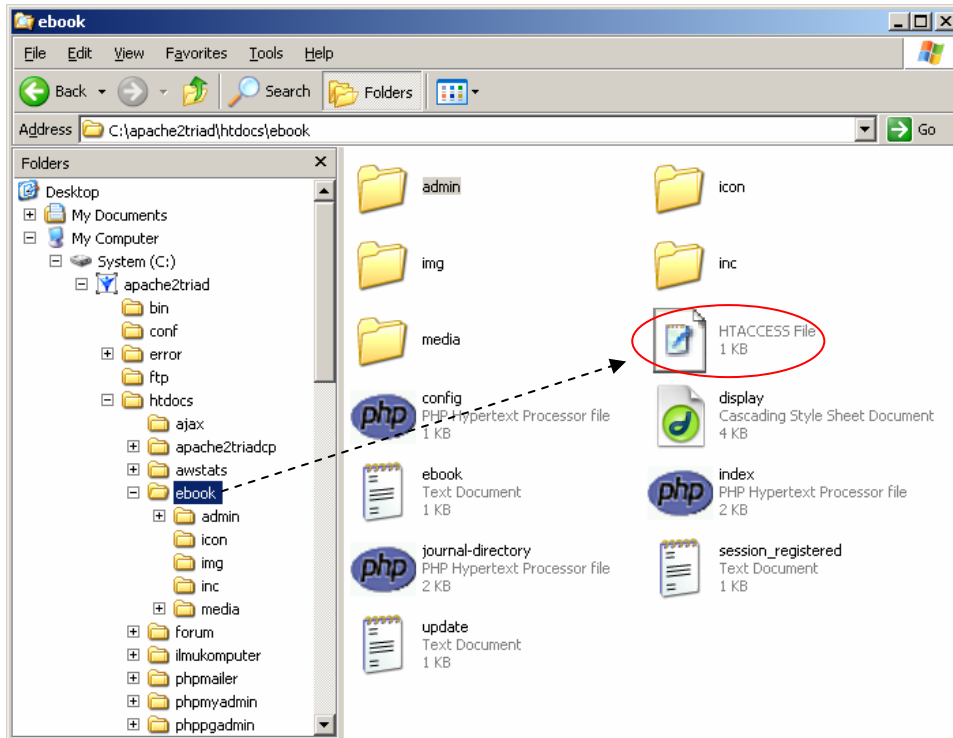 ebook
File Edit View Favorites Tools Help
Back Search Folders
Address C:\apache2triad\htdocs\ebook Go
Folders
Desktop
My Documents
My Computer
System (C:)
apache2triad
bin
conf
error
ftp
htdocs
ajax
apache2triadcp
awstats
ebook
admin
icon
img
inc
media
forum
ilmukomputer
phpmailer
phpmyadmin
phppgadmin
admin
icon
img
inc
media
HTACCESS File
1 KB
php
config
PHP Hypertext Processor file
1 KB
display
Cascading Style Sheet Document
4 KB
ebook
Text Document
1 KB
php
index
PHP Hypertext Processor file
2 KB
php
journal-directory
PHP Hypertext Processor file
2 KB
session_registered
Text Document
1 KB
update
Text Document
1 KB